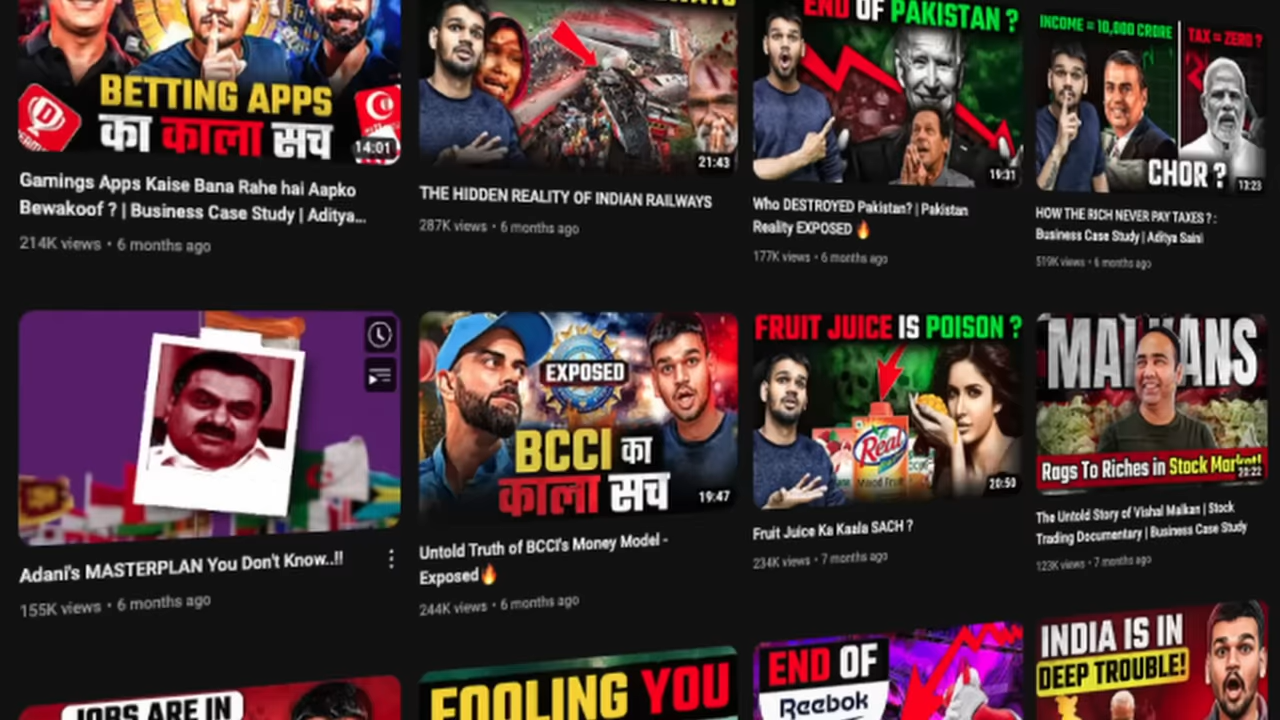 BETTING APPS
का काला सच
14:01
Gamings Apps Kaise Bana Rahe hai Aapko
Bewakoof ? | Business Case Study | Aditya...
214K views • 6 months ago
21:43
THE HIDDEN REALITY OF INDIAN RAILWAYS
287K views • 6 months ago
END OF PAKISTAN ?
19:31
Who DESTROYED Pakistan? | Pakistan
Reality EXPOSED 🔥
177K views • 6 months ago
INCOME = 10,000 CRORE
TAX = ZERO ?
CHOR ?
13:23
HOW THE RICH NEVER PAY TAXES ? :
Business Case Study | Aditya Saini
519K views • 6 months ago
Adani's MASTERPLAN You Don't Know..!!
155K views • 6 months ago
EXPOSED
BCCI का
काला सच
19:47
Untold Truth of BCCI's Money Model -
Exposed🔥
244K views • 6 months ago
FRUIT JUICE IS POISON ?
Real
Mixed Fruit
20:50
Fruit Juice Ka Kaala SACH ?
234K views • 7 months ago
Rags To Riches in Stock Market!
The Untold Story of Vishal Malkan | Stock
Trading Documentary | Business Case Study
123K views • 7 months ago
JOBS ARE IN
FOOLING YOU
END OF
Reebok
INDIA IS IN
DEEP TROUBLE!